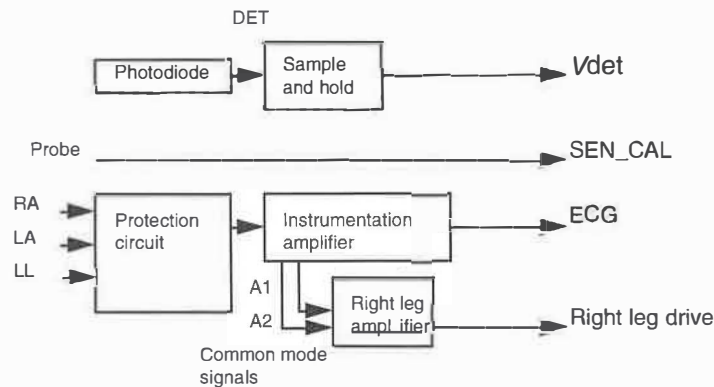 DET
Photodiode
Sample
and hold
Vdet
Probe
SEN_CAL
RA
LA
LL
Protection
circuit
Instrumentation
amplifier
ECG
A1
A2
Right leg
amplifier
Right leg drive
Common mode
signals